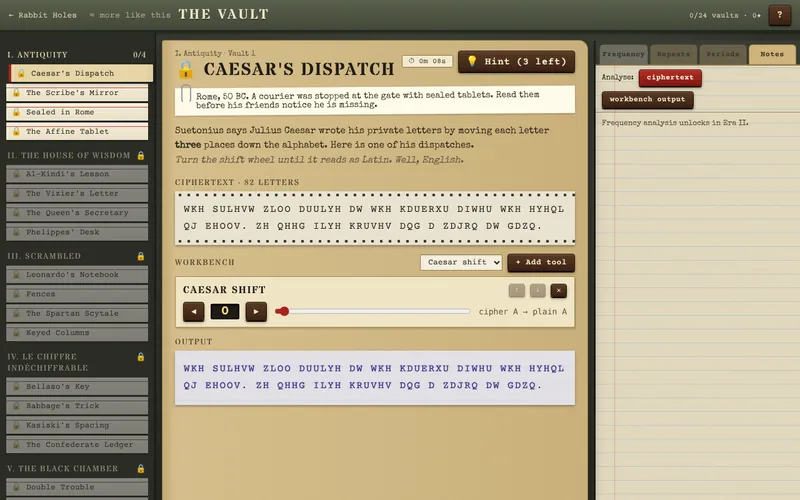 ← Rabbit Holes
≈ more like this
THE VAULT
0/24 vaults · 0★
?
I. ANTIQUITY 0/4
Caesar's Dispatch
The Scribe's Mirror
Sealed in Rome
The Affine Tablet
II. THE HOUSE OF WISDOM
Al-Kindi's Lesson
The Vizier's Letter
The Queen's Secretary
Phelippes' Desk
III. SCRAMBLED
Leonardo's Notebook
Fences
The Spartan Scytale
Keyed Columns
IV. LE CHIFFRE
INDÉCHIFFRABLE
Bellaso's Key
Babbage's Trick
Kasiski's Spacing
The Confederate Ledger
V. THE BLACK CHAMBER
Double Trouble
I. Antiquity · Vault 1
CAESAR'S DISPATCH
0m 08s
Hint (3 left)
Rome, 50 BC. A courier was stopped at the gate with sealed tablets. Read them
before his friends notice he is missing.
Suetonius says Julius Caesar wrote his private letters by moving each letter
three places down the alphabet. Here is one of his dispatches.
Turn the shift wheel until it reads as Latin. Well, English.
CIPHERTEXT · 82 LETTERS
WKH SULHVW ZLOO DUULYH DW WKH KDUERXU DIWHU WKH HYHQL
QJ EHOOV. ZH QHHG ILYH KRUVHV DQG D ZDJRQ DW GDZQ.
WORKBENCH
Caesar shift
+ Add tool
CAESAR SHIFT
↑ ↓ ✕
◀ 0 ▶
cipher A → plain A
OUTPUT
WKH SULHVW ZLOO DUULYH DW WKH KDUERXU DIWHU WKH HYHQL
QJ EHOOV. ZH QHHG ILYH KRUVHV DQG D ZDJRQ DW GDZQ.
Frequency
Repeats
Periods
Notes
Analyse: ciphertext
workbench output
Frequency analysis unlocks in Era II.